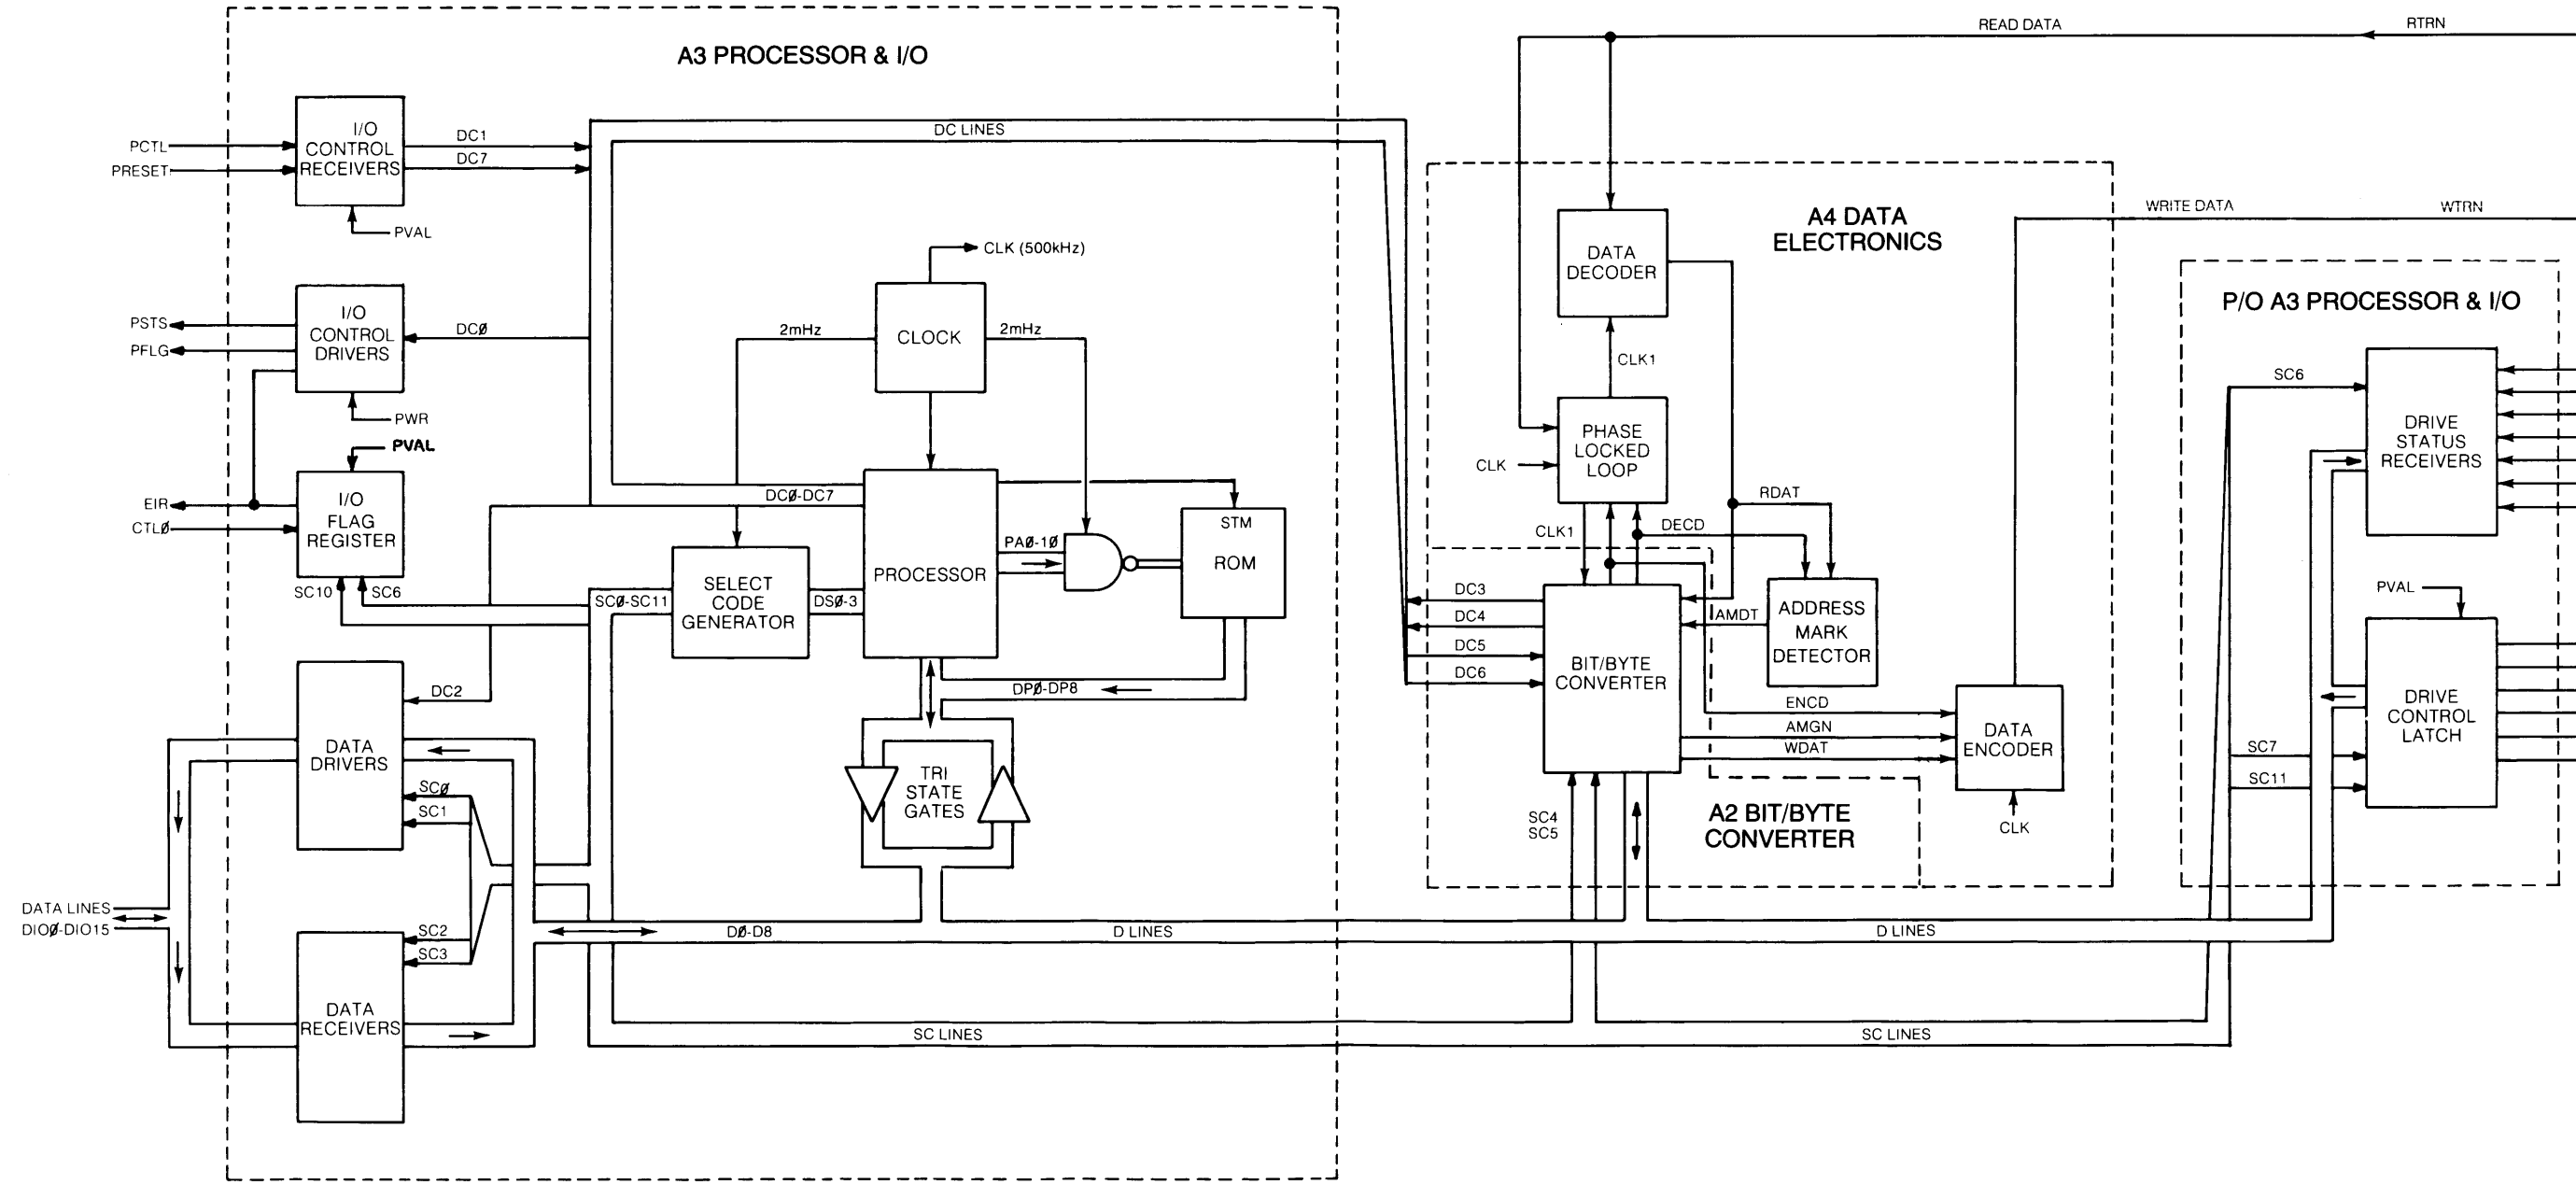 READ DATA
RTRN
A3 PROCESSOR & I/O
I/O
CONTROL
RECEIVERS
PCTL
PRESET
DC1
DC7
PVAL
DC LINES
I/O
CONTROL
DRIVERS
PSTS
PFLG
DCØ
PWR
PVAL
I/O
FLAG
REGISTER
EIR
CTLØ
SC10
SC6
CLK (500kHz)
CLOCK
2mHz
2mHz
DCØ-DC7
PROCESSOR
PAØ-1Ø
STM
ROM
SELECT
CODE
GENERATOR
SCØ-SC11
DSØ-3
DPØ-DP8
TRI
STATE
GATES
DC2
DATA
DRIVERS
SCØ
SC1
DATA LINES
DIOØ-DIO15
SC2
SC3
DATA
RECEIVERS
DØ-D8
D LINES
D LINES
SC LINES
SC LINES
A4 DATA
ELECTRONICS
DATA
DECODER
CLK1
PHASE
LOCKED
LOOP
CLK
CLK1
DECD
RDAT
DC3
DC4
DC5
DC6
BIT/BYTE
CONVERTER
AMDT
ADDRESS
MARK
DETECTOR
ENCD
AMGN
WDAT
DATA
ENCODER
CLK
SC4
SC5
A2 BIT/BYTE
CONVERTER
WRITE DATA
WTRN
P/O A3 PROCESSOR & I/O
SC6
DRIVE
STATUS
RECEIVERS
PVAL
DRIVE
CONTROL
LATCH
SC7
SC11